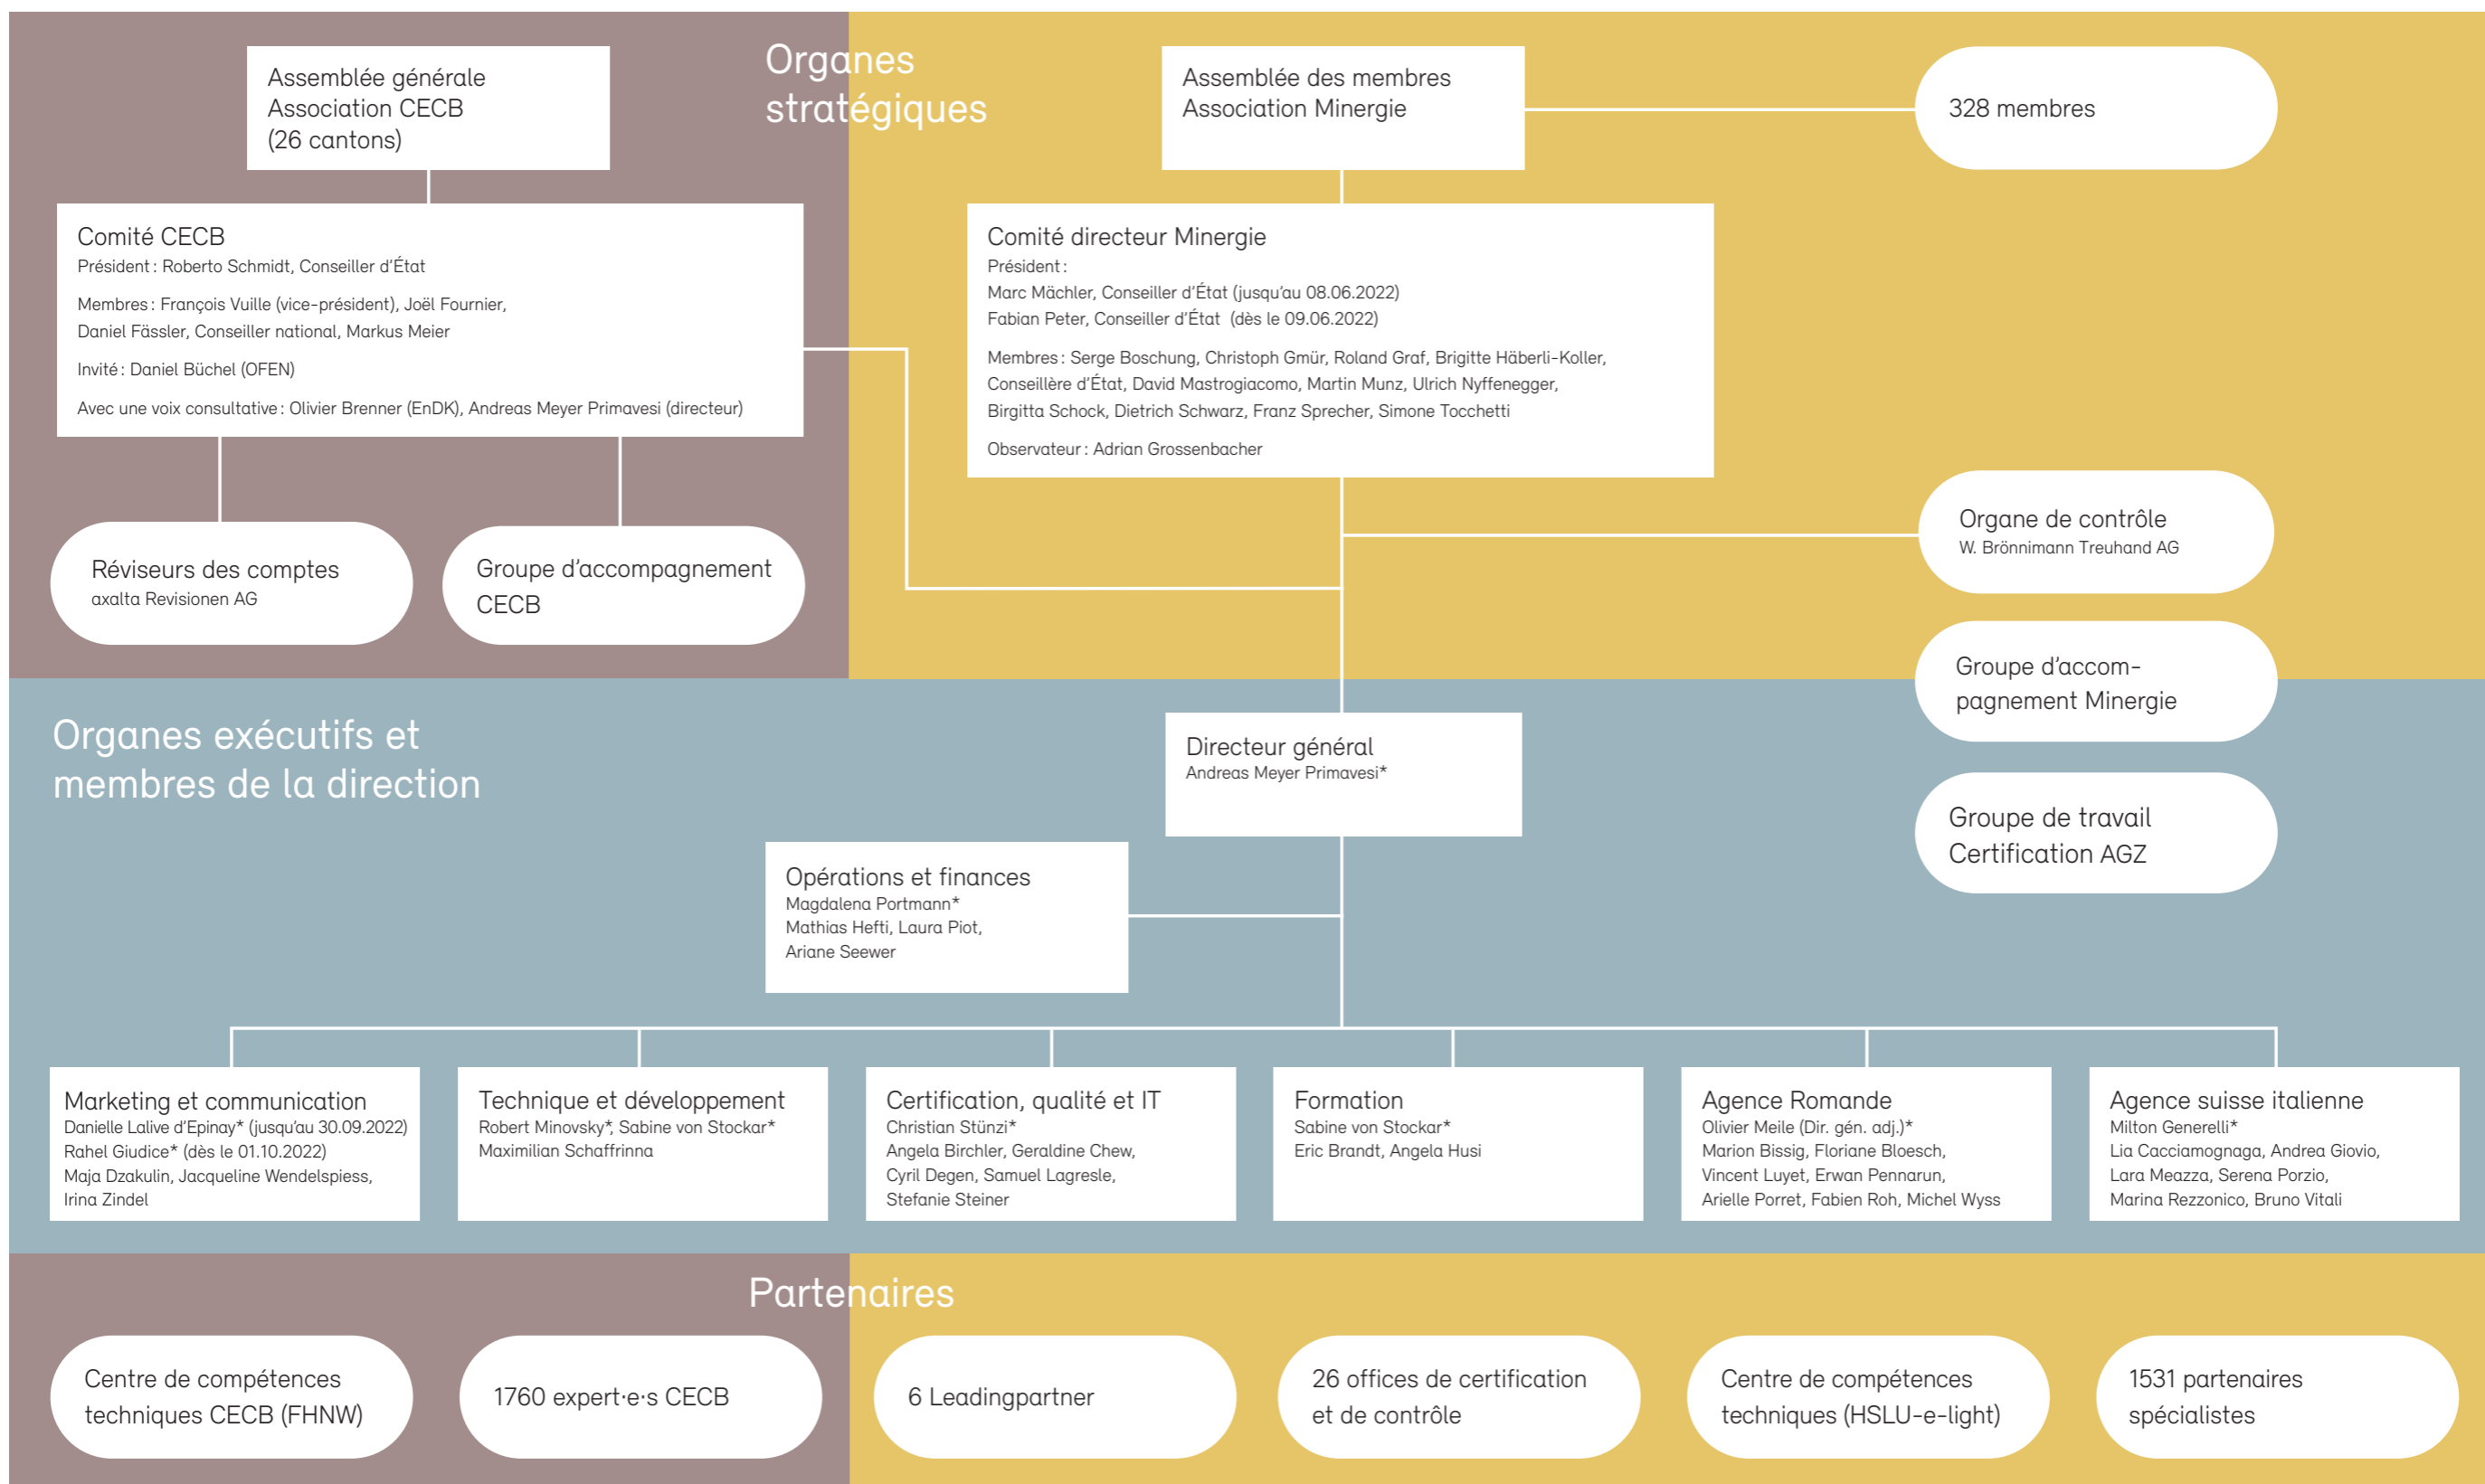 Organes
stratégiques
Assemblée générale
Association CECB
(26 cantons)
Assemblée des membres
Association Minergie
328 membres
Comité CECB
Président : Roberto Schmidt, Conseiller d'État
Membres : François Vuille (vice-président), Joël Fournier,
Daniel Fässler, Conseiller national, Markus Meier
Invité : Daniel Büchel (OFEN)
Avec une voix consultative : Olivier Brenner (EnDK), Andreas Meyer Primavesi (directeur)
Comité directeur Minergie
Président :
Marc Mächler, Conseiller d'État (jusqu'au 08.06.2022)
Fabian Peter, Conseiller d'État (dès le 09.06.2022)
Membres : Serge Boschung, Christoph Gmür, Roland Graf, Brigitte Häberli-Koller,
Conseillère d'État, David Mastrogiacomo, Martin Munz, Ulrich Nyffenegger,
Birgitta Schock, Dietrich Schwarz, Franz Sprecher, Simone Tocchetti
Observateur : Adrian Grossenbacher
Réviseurs des comptes
axalta Revisionen AG
Groupe d'accompagnement
CECB
Organe de contrôle
W. Brönnimann Treuhand AG
Groupe d'accom-
pagnement Minergie
Groupe de travail
Certification AGZ
Organes exécutifs et
membres de la direction
Directeur général
Andreas Meyer Primavesi*
Opérations et finances
Magdalena Portmann*
Mathias Hefti, Laura Piot,
Ariane Seewer
Marketing et communication
Danielle Lalive d'Epinay* (jusqu'au 30.09.2022)
Rahel Giudice* (dès le 01.10.2022)
Maja Dzakulin, Jacqueline Wendelspiess,
Irina Zindel
Technique et développement
Robert Minovsky*, Sabine von Stockar*
Maximilian Schaffrinna
Certification, qualité et IT
Christian Stünzi*
Angela Birchler, Geraldine Chew,
Cyril Degen, Samuel Lagresle,
Stefanie Steiner
Formation
Sabine von Stockar*
Eric Brandt, Angela Husi
Agence Romande
Olivier Meile (Dir. gén. adj.)*
Marion Bissig, Floriane Bloesch,
Vincent Luyet, Erwan Pennarun,
Arielle Porret, Fabien Roh, Michel Wyss
Agence suisse italienne
Milton Generelli*
Lia Cacciamognaga, Andrea Giovio,
Lara Meazza, Serena Porzio,
Marina Rezzonico, Bruno Vitali
Partenaires
Centre de compétences
techniques CECB (FHNW)
1760 expert·e·s CECB
6 Leadingpartner
26 offices de certification
et de contrôle
Centre de compétences
techniques (HSLU-e-light)
1531 partenaires
spécialistes